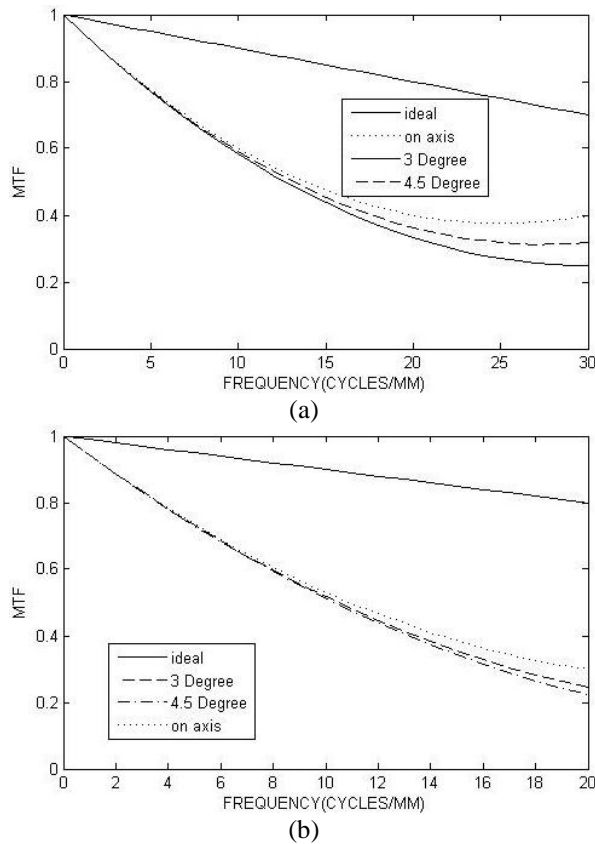 1
0.8
0.6
0.4
0.2
0
MTF
ideal
on axis
3 Degree
4.5 Degree
0 5 10 15 20 25 30
FREQUENCY(CYCLES/MM)
(a)
1
0.8
0.6
0.4
0.2
0
MTF
ideal
3 Degree
4.5 Degree
on axis
0 2 4 6 8 10 12 14 16 18 20
FREQUENCY(CYCLES/MM)
(b)